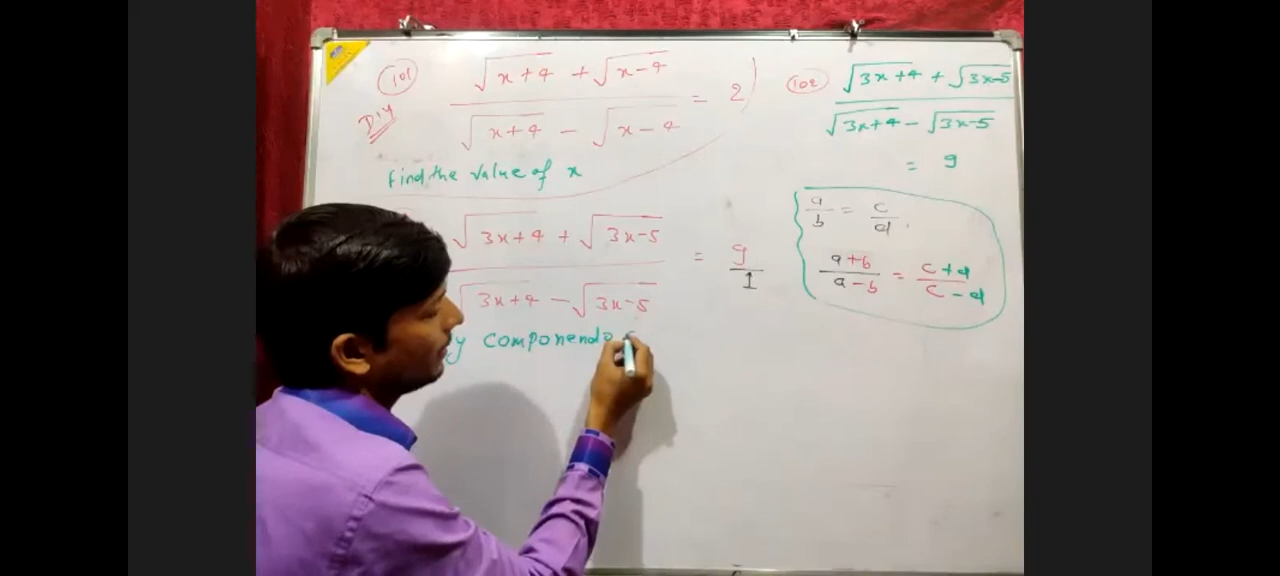 101
√x+4 + √x-4 / √x+4 - √x-4 = 2
DIY
find the value of x
102
√3x+4 + √3x-5 / √3x+4 - √3x-5
= 9
√3x+4 + √3x-5 / √3x+4 - √3x-5 = 9/1
y componendo
a/b = c/d.
a+b/a-b = c+d/c-d